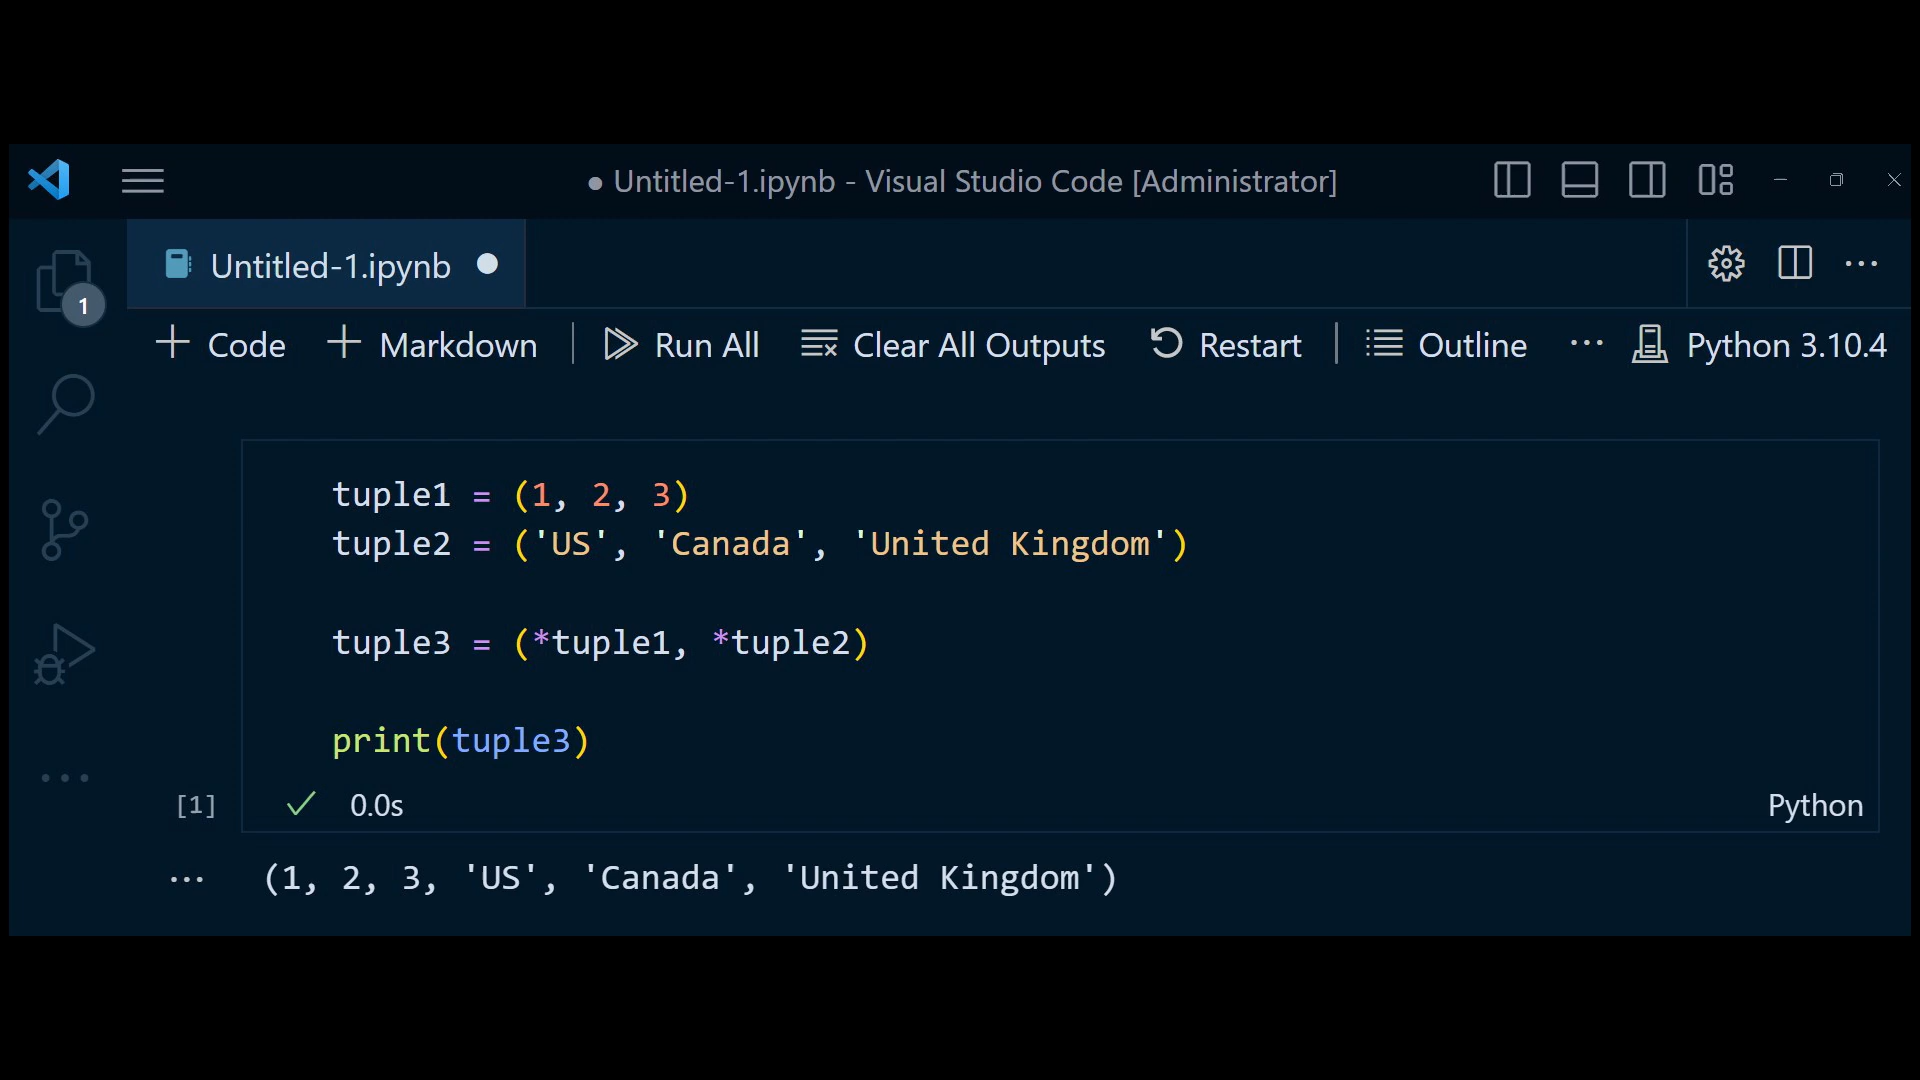 ● Untitled-1.ipynb - Visual Studio Code [Administrator]
Untitled-1.ipynb
1
Code Markdown Run All Clear All Outputs Restart Outline ... Python 3.10.4
tuple1 = (1, 2, 3)
tuple2 = ('US', 'Canada', 'United Kingdom')
tuple3 = (*tuple1, *tuple2)
print(tuple3)
[1] 0.0s Python
(1, 2, 3, 'US', 'Canada', 'United Kingdom')